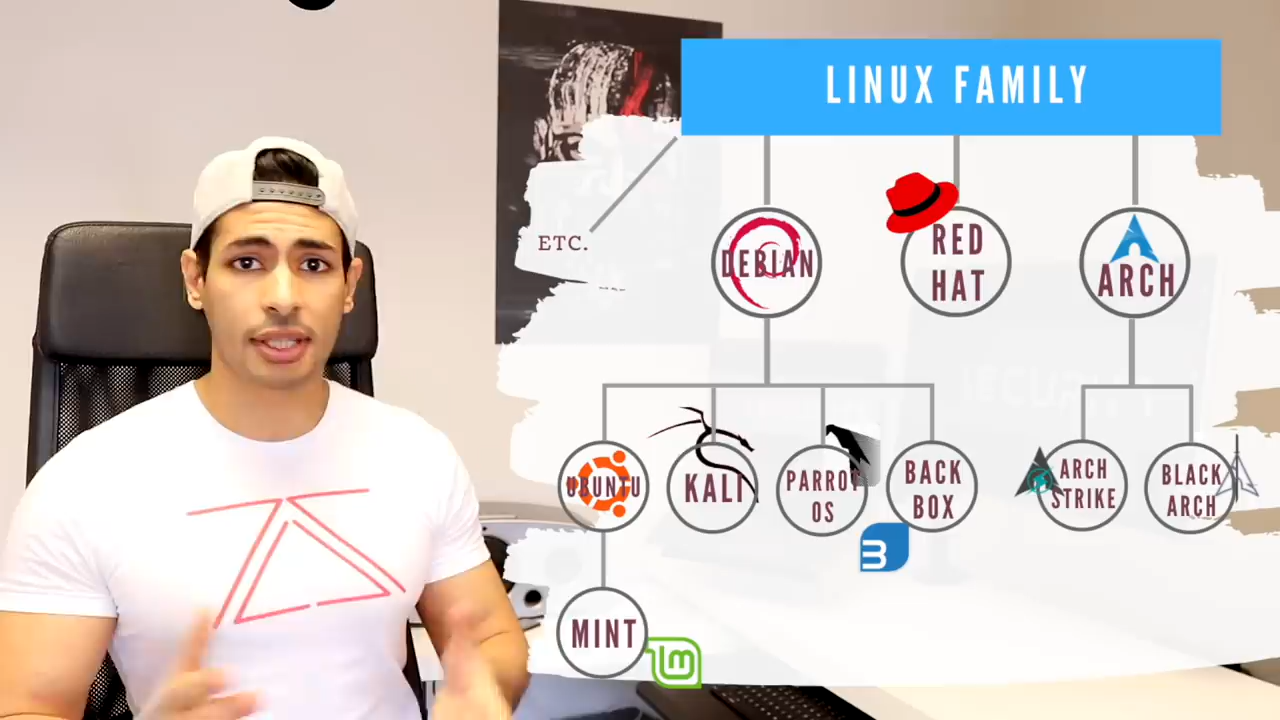 LINUX FAMILY
ETC.
DEBIAN
RED
HAT
ARCH
UBUNTU
KALI
PARROT
OS
BACK
BOX
ARCH
STRIKE
BLACK
ARCH
MINT